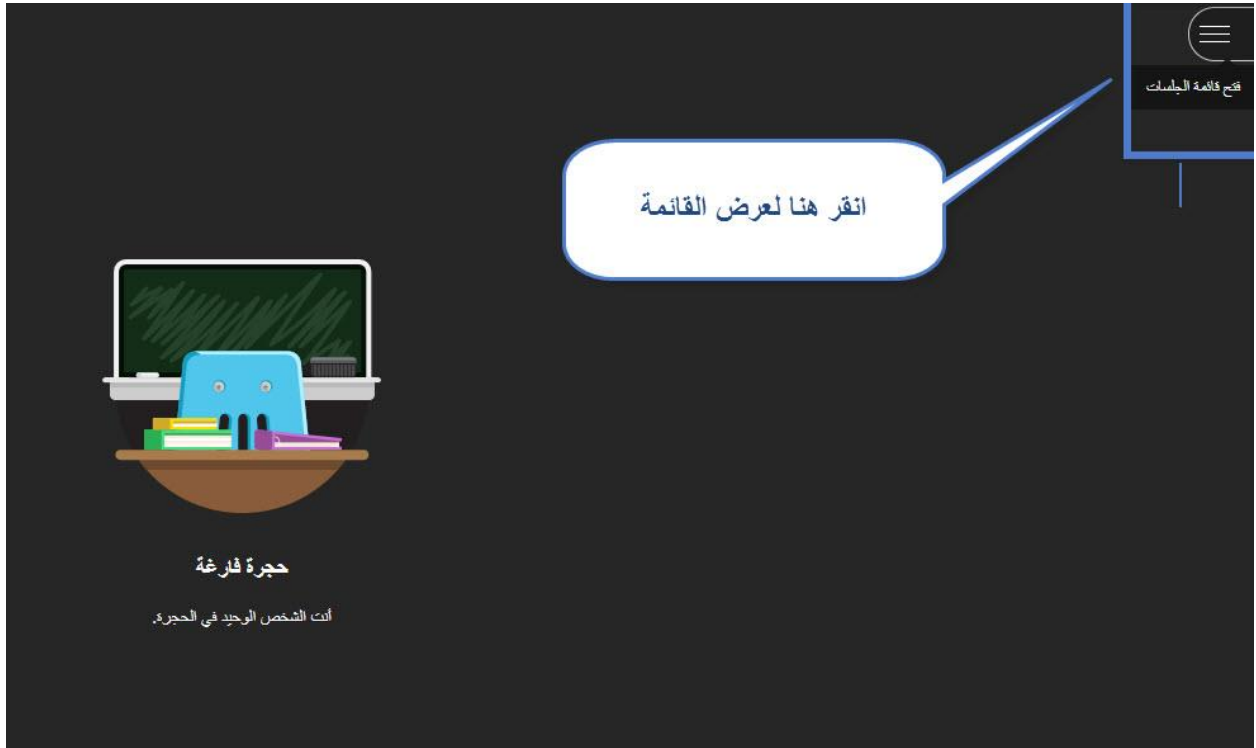 فتح قائمة الجلسات
انقر هنا لعرض القائمة
حجرة فارغة
أنت الشخص الوحيد في الحجرة.